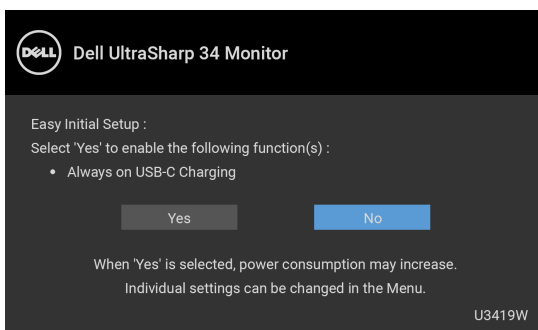 DELL
Dell UltraSharp 34 Monitor
Easy Initial Setup :
Select 'Yes' to enable the following function(s) :
• Always on USB-C Charging
Yes No
When 'Yes' is selected, power consumption may increase.
Individual settings can be changed in the Menu.
U3419W